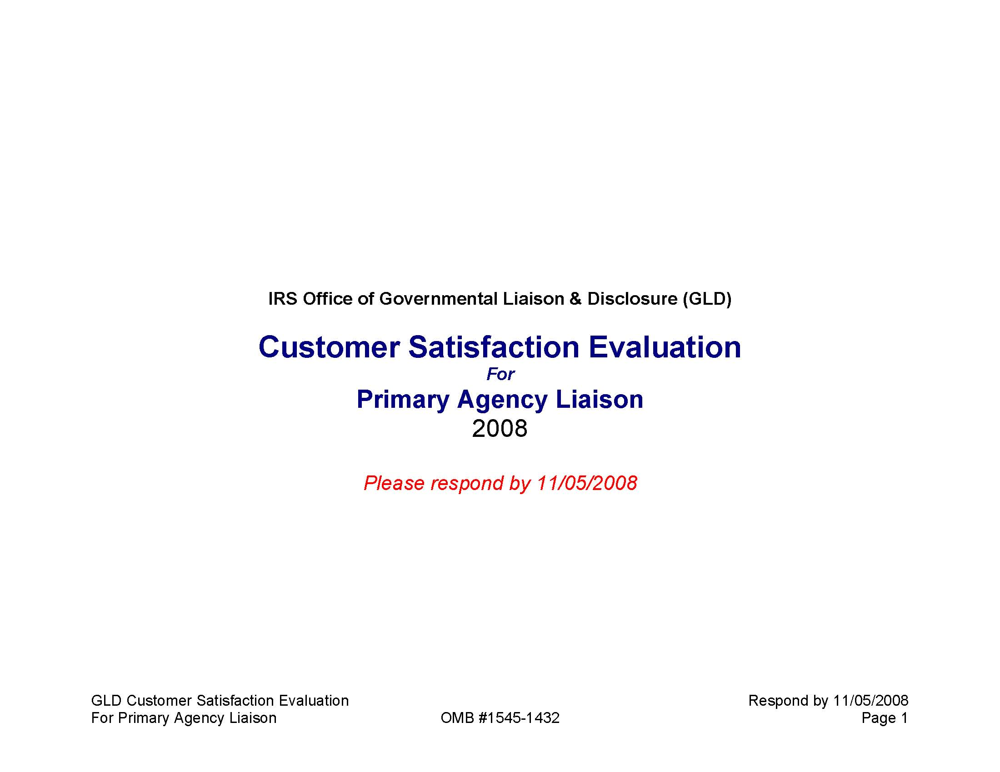 IRS Office of Governmental Liaison & Disclosure (GLD)
Customer Satisfaction Evaluation
For
Primary Agency Liaison
2008
Please respond by 11/05/2008
GLD Customer Satisfaction Evaluation
Respond by 11/05/2008
For Primary Agency Liaison
OMB #1545-1432
Page 1